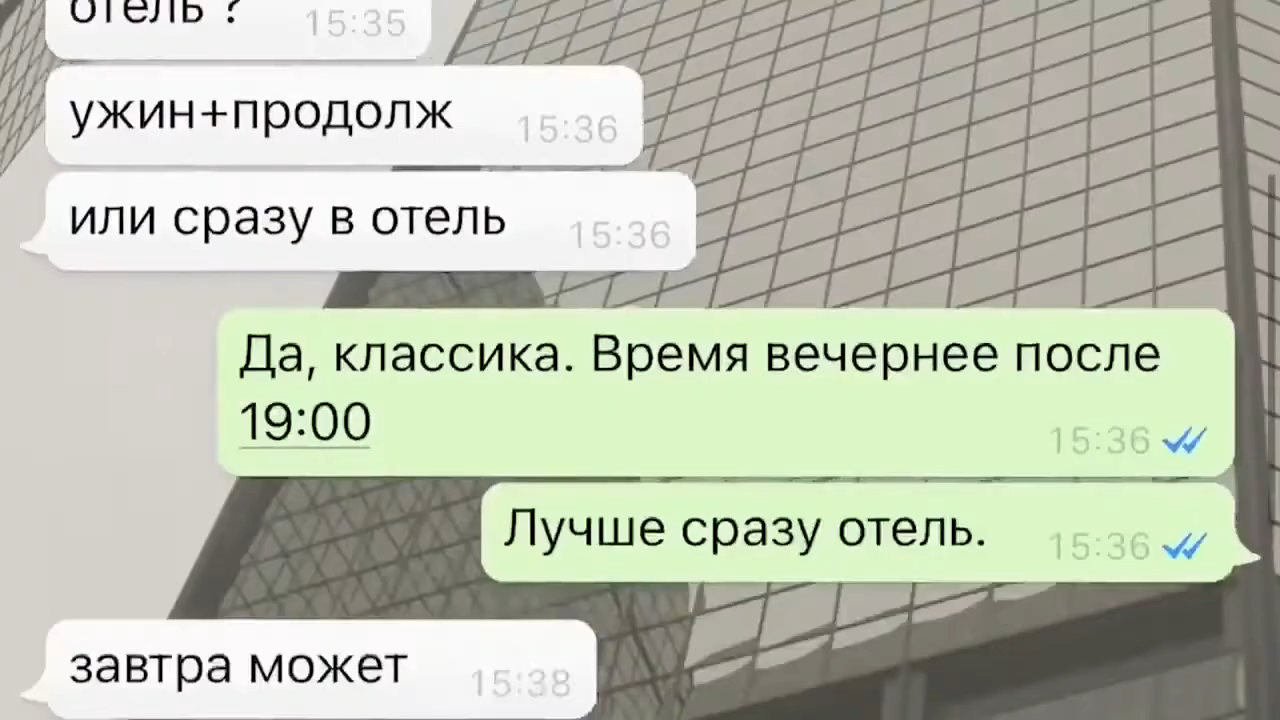 отель ?
15:35
ужин+продолж
15:36
или сразу в отель
15:36
Да, классика. Время вечернее после
19:00
15:36
Лучше сразу отель.
15:36
завтра может
15:38